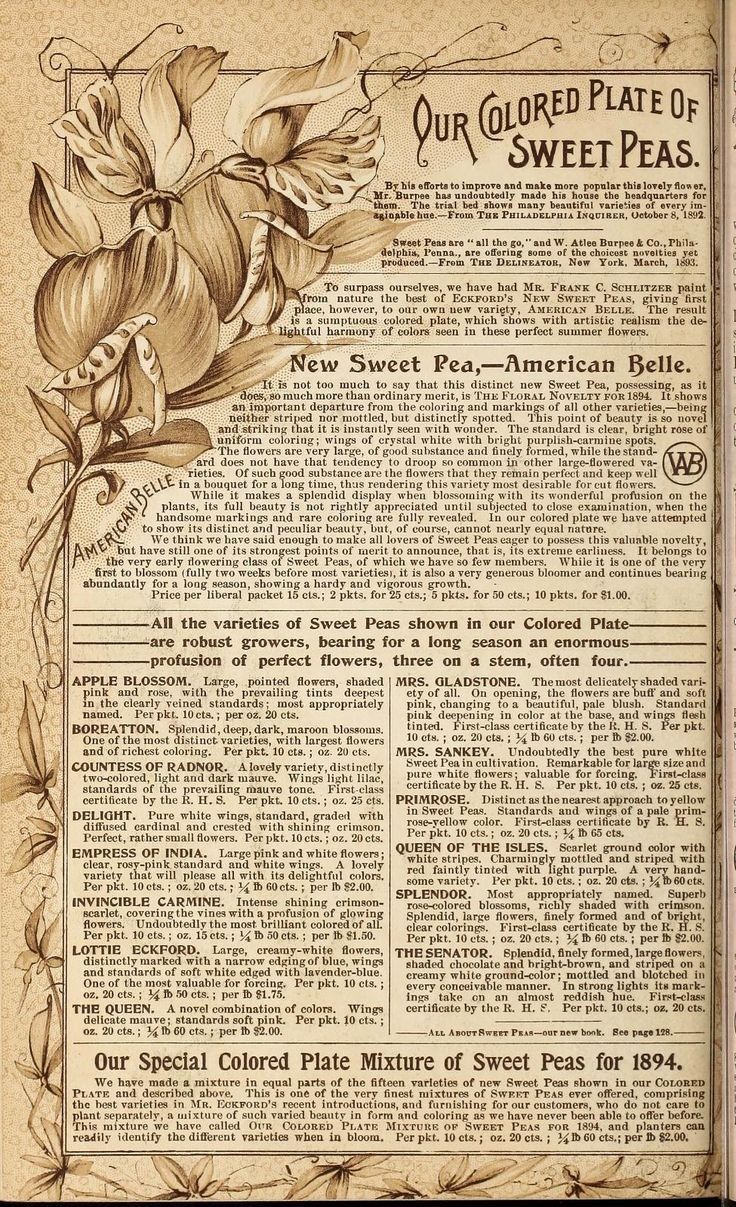 OUR COLORED PLATE OF
SWEET PEAS.
By his efforts to improve and make more popular this lovely flower,
Mr. Burpee has undoubtedly made his house the headquarters for
them. The trial bed shows many beautiful varieties of every im-
aginable hue.—From THE PHILADELPHIA INQUIRER, October 8, 1892.
Sweet Peas are "all the go," and W. Atlee Burpee & Co., Phila-
delphia, Penna., are offering some of the choicest novelties yet
produced.—From THE DELINEATOR, New York, March, 1893.
To surpass ourselves, we have had MR. FRANK C. SCHLITZER paint
from nature the best of ECKFORD'S NEW SWEET PEAS, giving first
place, however, to our own new variety, AMERICAN BELLE. The result
is a sumptuous colored plate, which shows with artistic realism the de-
lightful harmony of colors seen in these perfect summer flowers.
New Sweet Pea,—American Belle.
It is not too much to say that this distinct new Sweet Pea, possessing, as it
does, so much more than ordinary merit, is THE FLORAL NOVELTY FOR 1894. It shows
an important departure from the coloring and markings of all other varieties,—being
neither striped nor mottled, but distinctly spotted. This point of beauty is so novel
and striking that it is instantly seen with wonder. The standard is clear, bright rose of
uniform coloring; wings of crystal white with bright purplish-carmine spots.
The flowers are very large, of good substance and finely formed, while the stand-
ard does not have that tendency to droop so common in other large-flowered va-
rieties. Of such good substance are the flowers that they remain perfect and keep well
in a bouquet for a long time, thus rendering this variety most desirable for cut flowers.
WAB
AMERICAN BELLE
While it makes a splendid display when blossoming with its wonderful profusion on the
plants, its full beauty is not rightly appreciated until subjected to close examination, when the
handsome markings and rare coloring are fully revealed. In our colored plate we have attempted
to show its distinct and peculiar beauty, but, of course, cannot nearly equal nature.
We think we have said enough to make all lovers of Sweet Peas eager to possess this valuable novelty,
but have still one of its strongest points of merit to announce, that is, its extreme earliness. It belongs to
the very early flowering class of Sweet Peas, of which we have so few members. While it is one of the very
first to blossom (fully two weeks before most varieties), it is also a very generous bloomer and continues bearing
abundantly for a long season, showing a hardy and vigorous growth.
Price per liberal packet 15 cts.; 2 pkts. for 25 cts.; 5 pkts. for 50 cts.; 10 pkts. for $1.00.
All the varieties of Sweet Peas shown in our Colored Plate
are robust growers, bearing for a long season an enormous
profusion of perfect flowers, three on a stem, often four.
APPLE BLOSSOM. Large, pointed flowers, shaded
pink and rose, with the prevailing tints deepest
in the clearly veined standards; most appropriately
named. Per pkt. 10 cts.; per oz. 20 cts.
BOREATTON. Splendid, deep, dark, maroon blossoms.
One of the most distinct varieties, with largest flowers
and of richest coloring. Per pkt. 10 cts.; oz. 20 cts.
COUNTESS OF RADNOR. A lovely variety, distinctly
two-colored, light and dark mauve. Wings light lilac,
standards of the prevailing mauve tone. First-class
certificate by the R. H. S. Per pkt. 10 cts.; oz. 25 cts.
DELIGHT. Pure white wings, standard, graded with
diffused cardinal and crested with shining crimson.
Perfect, rather small flowers. Per pkt. 10 cts.; oz. 20 cts.
EMPRESS OF INDIA. Large pink and white flowers;
clear, rosy-pink standard and white wings. A lovely
variety that will please all with its delightful colors.
Per pkt. 10 cts.; oz. 20 cts.; ¼ ℔ 60 cts.; per ℔ $2.00.
INVINCIBLE CARMINE. Intense shining crimson-
scarlet, covering the vines with a profusion of glowing
flowers. Undoubtedly the most brilliant colored of all.
Per pkt. 10 cts.; oz. 15 cts.; ¼ ℔ 50 cts.; per ℔ $1.50.
LOTTIE ECKFORD. Large, creamy-white flowers,
distinctly marked with a narrow edging of blue, wings
and standards of soft white edged with lavender-blue.
One of the most valuable for forcing. Per pkt. 10 cts.;
oz. 20 cts.; ¼ ℔ 50 cts.; per ℔ $1.75.
THE QUEEN. A novel combination of colors. Wings
delicate mauve; standards soft pink. Per pkt. 10 cts.;
oz. 20 cts.; ¼ ℔ 60 cts.; per ℔ $2.00.
MRS. GLADSTONE. The most delicately shaded vari-
ety of all. On opening, the flowers are buff and soft
pink, changing to a beautiful, pale blush. Standard
pink deepening in color at the base, and wings flesh
tinted. First-class certificate by the R. H. S. Per pkt.
10 cts.; oz. 20 cts.; ¼ ℔ 60 cts.; per ℔ $2.00.
MRS. SANKEY. Undoubtedly the best pure white
Sweet Pea in cultivation. Remarkable for large size and
pure white flowers; valuable for forcing. First-class
certificate by the R. H. S. Per pkt. 10 cts.; oz. 25 cts.
PRIMROSE. Distinct as the nearest approach to yellow
in Sweet Peas. Standards and wings of a pale prim-
rose-yellow color. First-class certificate by R. H. S.
Per pkt. 10 cts.; oz. 20 cts.; ¼ ℔ 65 cts.
QUEEN OF THE ISLES. Scarlet ground color with
white stripes. Charmingly mottled and striped with
red faintly tinted with light purple. A very hand-
some variety. Per pkt. 10 cts.; oz. 20 cts.; ¼ ℔ 60 cts.
SPLENDOR. Most appropriately named. Superb
rose-colored blossoms, richly shaded with crimson.
Splendid, large flowers, finely formed and of bright,
clear colorings. First-class certificate by the R. H. S.
Per pkt. 10 cts.; oz. 20 cts.; ¼ ℔ 60 cts.; per ℔ $2.00.
THE SENATOR. Splendid, finely formed, large flowers,
shaded chocolate and bright-brown, and striped on a
creamy white ground-color; mottled and blotched in
every conceivable manner. In strong lights its mark-
ings take on an almost reddish hue. First-class
certificate by the R. H. S. Per pkt. 10 cts.; oz. 20 cts.
ALL ABOUT SWEET PEAS—our new book. See page 128.
Our Special Colored Plate Mixture of Sweet Peas for 1894.
We have made a mixture in equal parts of the fifteen varieties of new Sweet Peas shown in our COLORED
PLATE and described above. This is one of the very finest mixtures of SWEET PEAS ever offered, comprising
the best varieties in MR. ECKFORD'S recent introductions, and furnishing for our customers, who do not care to
plant separately, a mixture of such varied beauty in form and coloring as we have never been able to offer before.
This mixture we have called OUR COLORED PLATE MIXTURE OF SWEET PEAS FOR 1894, and planters can
readily identify the different varieties when in bloom. Per pkt. 10 cts.; oz. 20 cts.; ¼ ℔ 60 cts.; per ℔ $2.00.